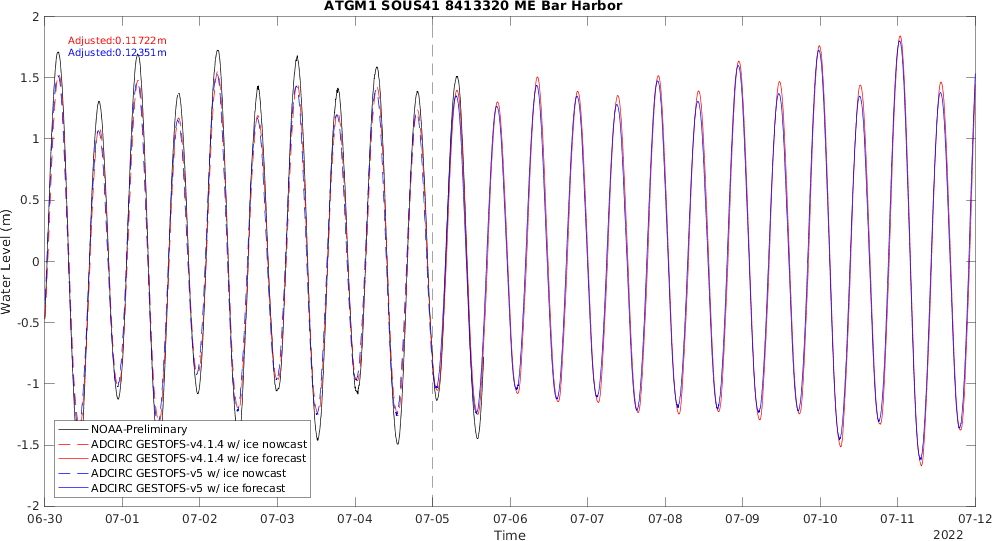 ATGM1 SOUS41 8413320 ME Bar Harbor
Adjusted:0.11722m
Adjusted:0.12351m
2
1.5
1
0.5
0
-0.5
-1
-1.5
-2
Water Level (m)
NOAA-Preliminary
ADCIRC GESTOFS-v4.1.4 w/ ice nowcast
ADCIRC GESTOFS-v4.1.4 w/ ice forecast
ADCIRC GESTOFS-v5 w/ ice nowcast
ADCIRC GESTOFS-v5 w/ ice forecast
06-30 07-01 07-02 07-03 07-04 07-05 07-06 07-07 07-08 07-09 07-10 07-11 07-12
Time
2022